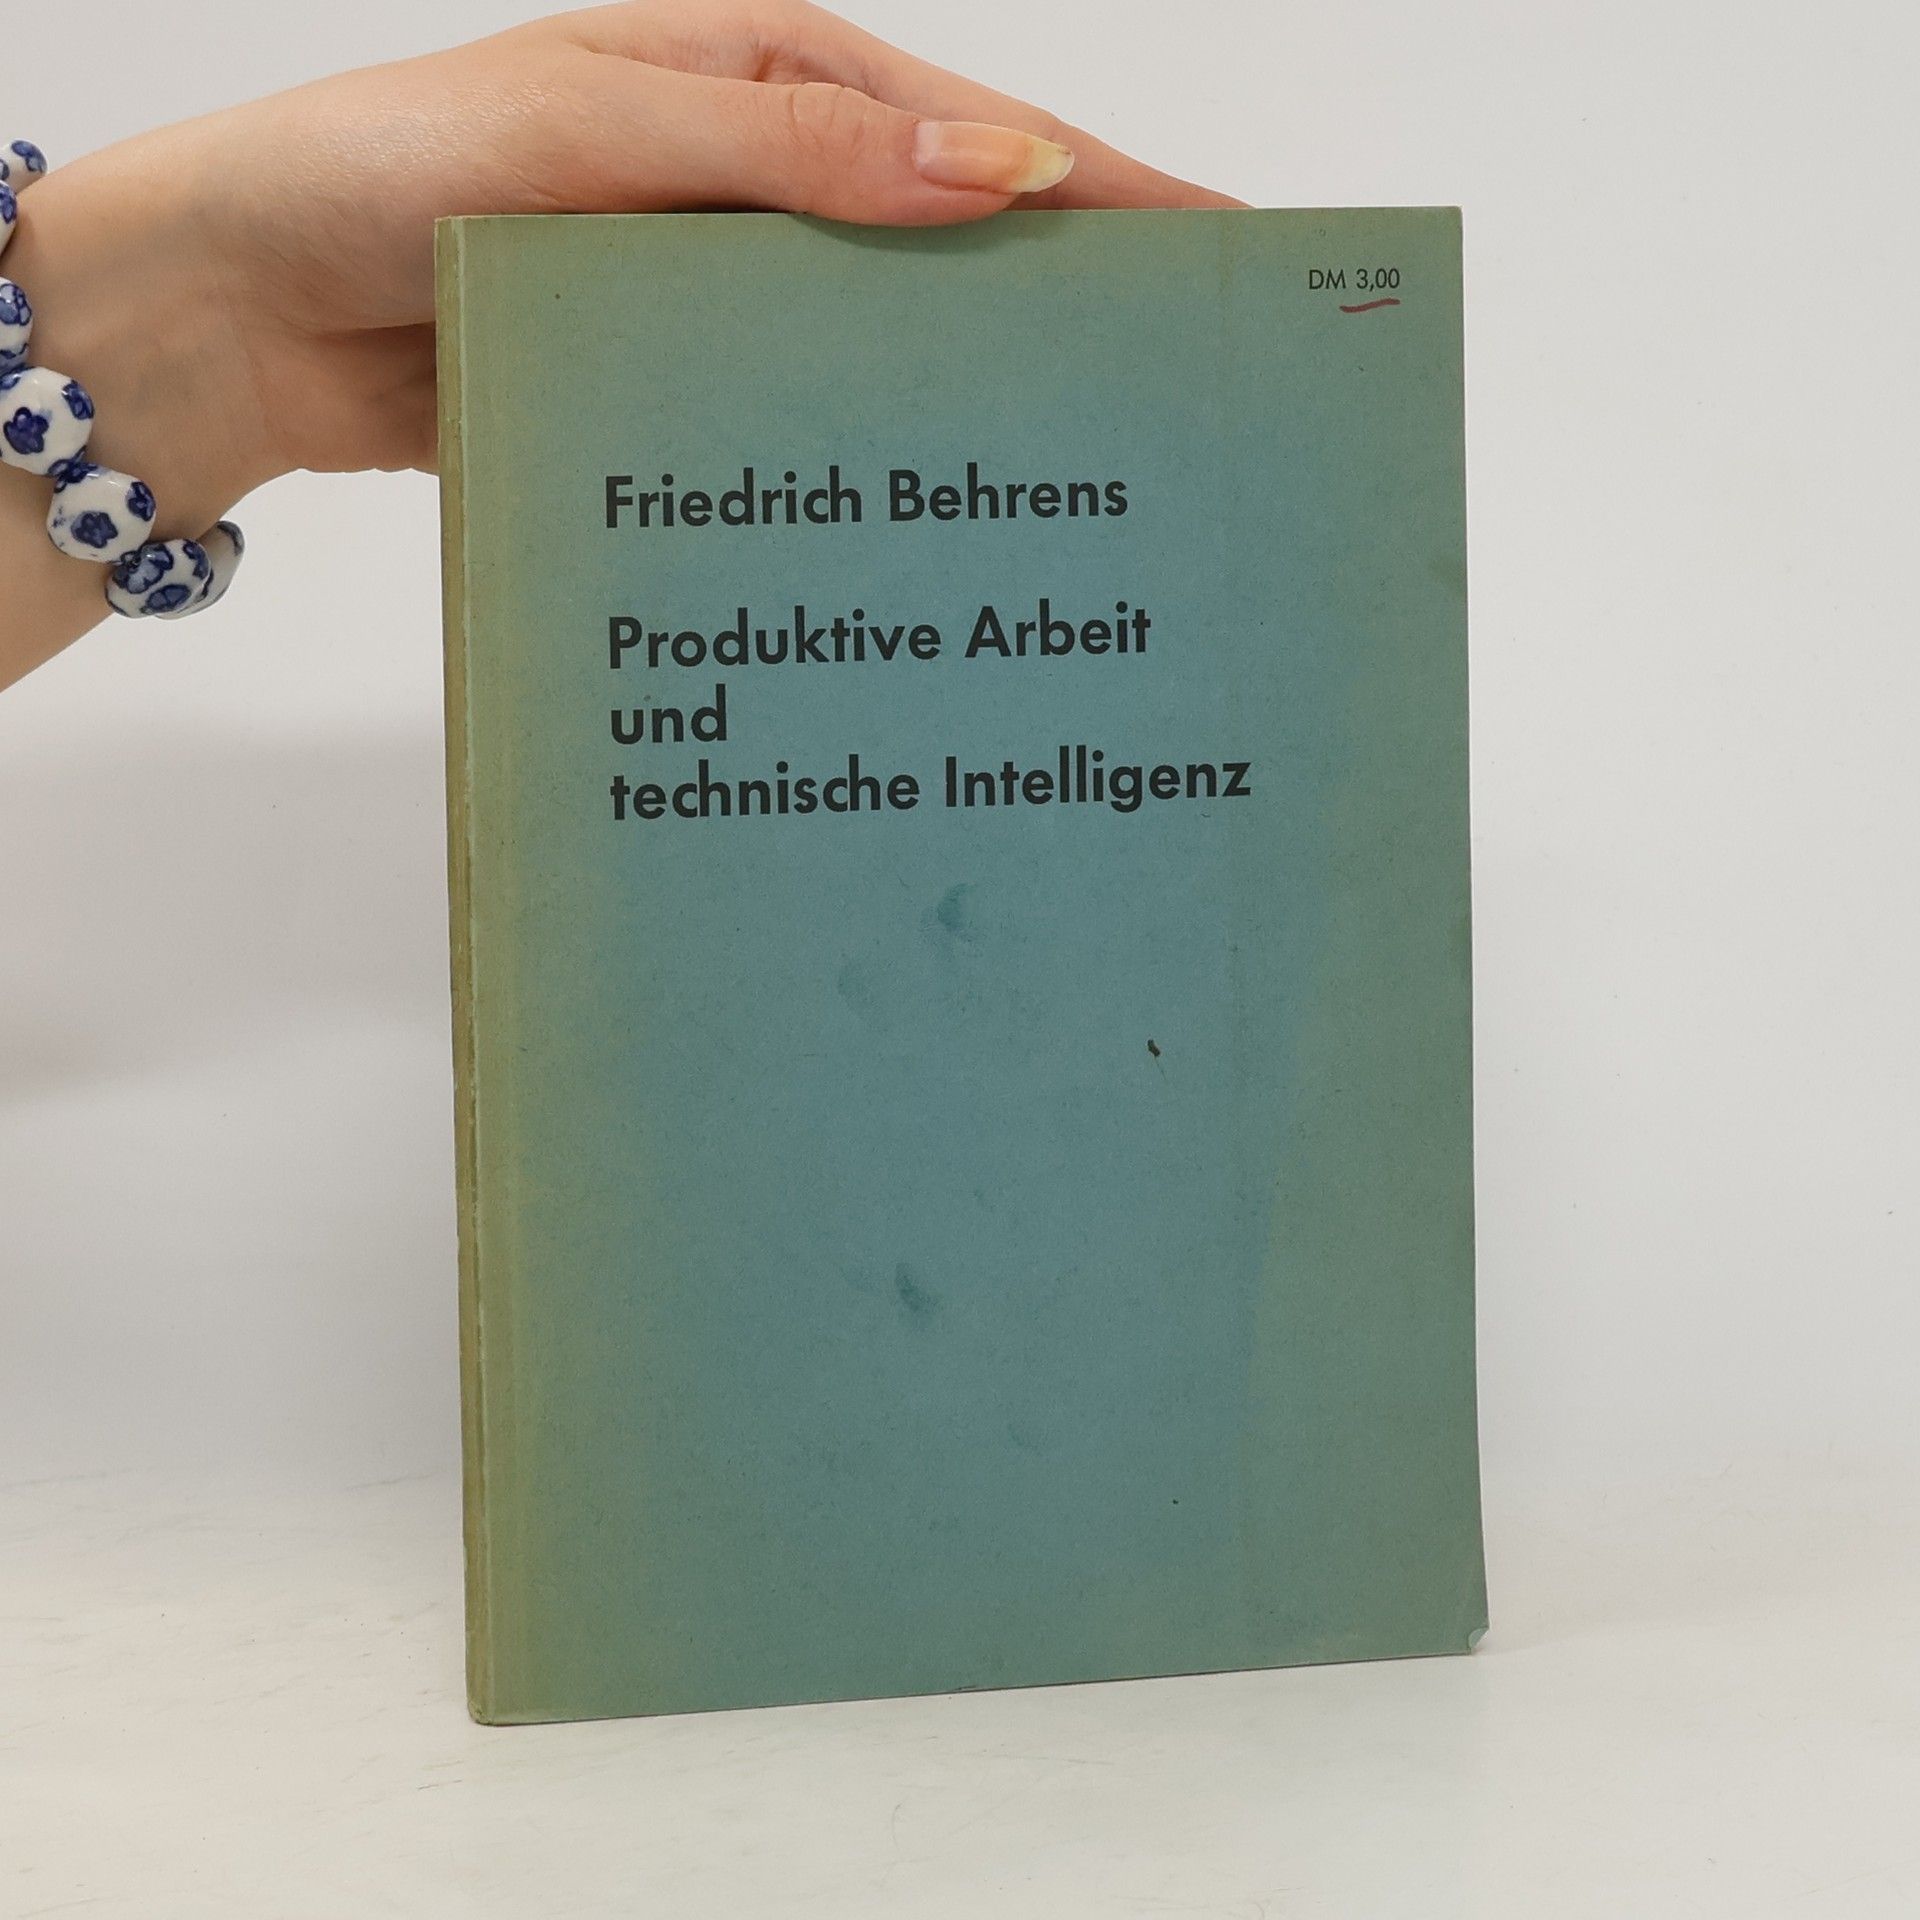 DM 3,00
Friedrich Behrens
Produktive Arbeit
und
technische Intelligenz